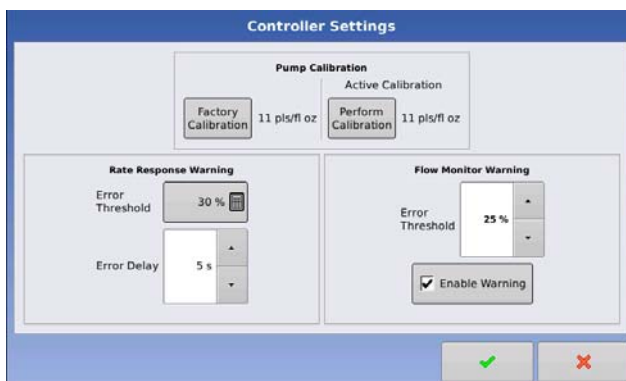 Controller Settings
Pump Calibration
Active Calibration
Factory
Calibration
11 pls/fl oz
Perform
Calibration
11 pls/fl oz
Rate Response Warning
Error
Threshold
30 %
Error Delay
5 s
Flow Monitor Warning
Error
Threshold
25 %
Enable Warning